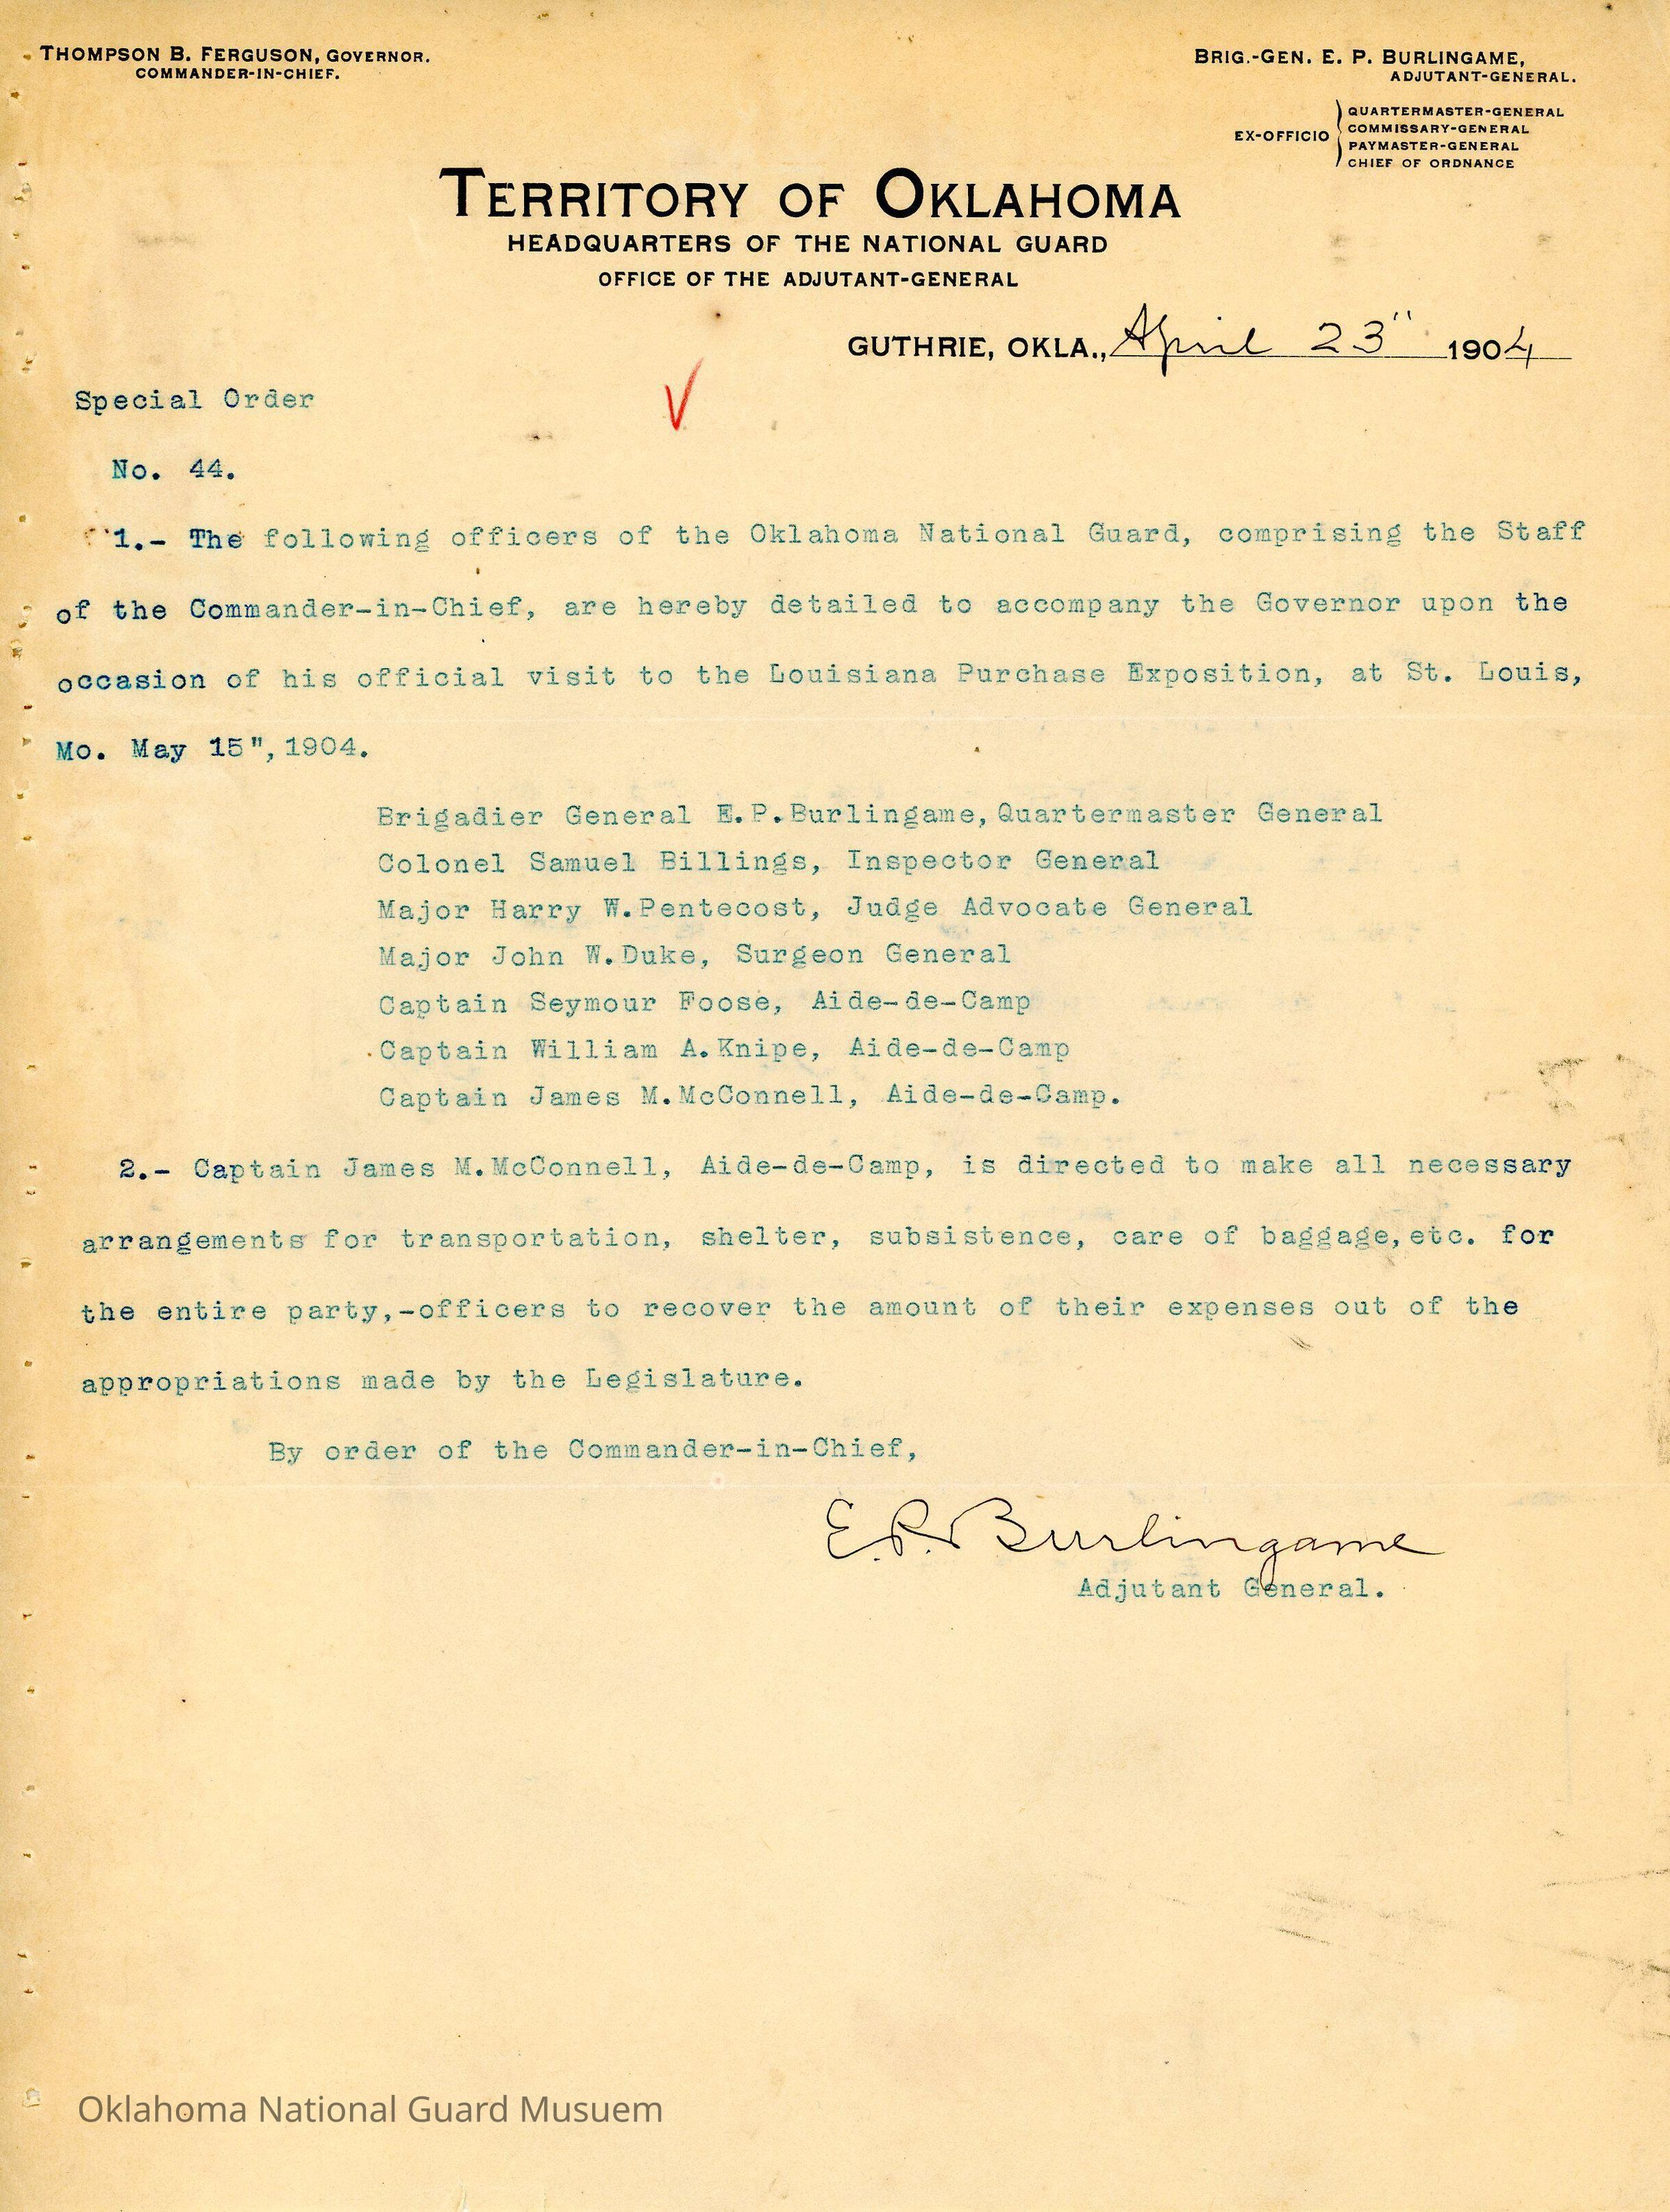 THOMPSON B. FERGUSON, GOVERNOR.
COMMANDER-IN-CHIEF.
BRIG.-GEN. E. P. BURLINGAME,
ADJUTANT-GENERAL.
EX-OFFICIO
QUARTERMASTER-GENERAL
COMMISSARY-GENERAL
PAYMASTER-GENERAL
CHIEF OF ORDNANCE
TERRITORY OF OKLAHOMA
HEADQUARTERS OF THE NATIONAL GUARD
OFFICE OF THE ADJUTANT-GENERAL
GUTHRIE, OKLA., April 23" 1904
Special Order
No. 44.
1.- The following officers of the Oklahoma National Guard, comprising the Staff
of the Commander-in-Chief, are hereby detailed to accompany the Governor upon the
occasion of his official visit to the Louisiana Purchase Exposition, at St. Louis,
Mo. May 15", 1904.
Brigadier General E.P.Burlingame, Quartermaster General
Colonel Samuel Billings, Inspector General
Major Harry W.Pentecost, Judge Advocate General
Major John W.Duke, Surgeon General
Captain Seymour Foose, Aide-de-Camp
Captain William A.Knipe, Aide-de-Camp
Captain James M.McConnell, Aide-de-Camp.
2.- Captain James M.McConnell, Aide-de-Camp, is directed to make all necessary
arrangements for transportation, shelter, subsistence, care of baggage, etc. for
the entire party,-officers to recover the amount of their expenses out of the
appropriations made by the Legislature.
By order of the Commander-in-Chief,
E.P. Burlingame
Adjutant General.
Oklahoma National Guard Musuem